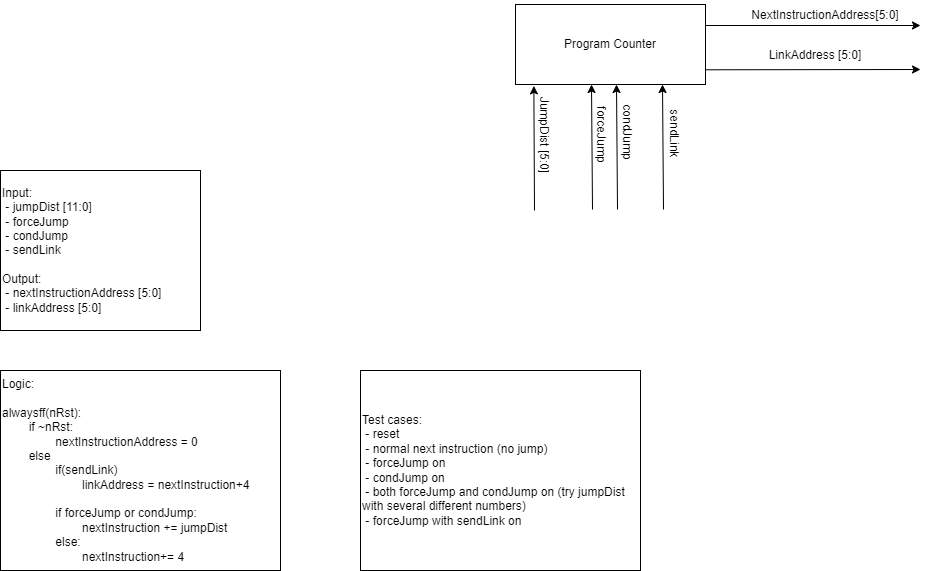 NextInstructionAddress[5:0]
Program Counter
LinkAddress [5:0]
JumpDist [5:0]
forceJump
condJump
sendLink
Input:
- jumpDist [11:0]
- forceJump
- condJump
- sendLink
Output:
- nextInstructionAddress [5:0]
- linkAddress [5:0]
Logic:
alwaysff(nRst):
if ~nRst:
nextInstructionAddress = 0
else
if(sendLink)
linkAddress = nextInstruction+4
if forceJump or condJump:
nextInstruction += jumpDist
else:
nextInstruction+= 4
Test cases:
- reset
- normal next instruction (no jump)
- forceJump on
- condJump on
- both forceJump and condJump on (try jumpDist
with several different numbers)
- forceJump with sendLink on